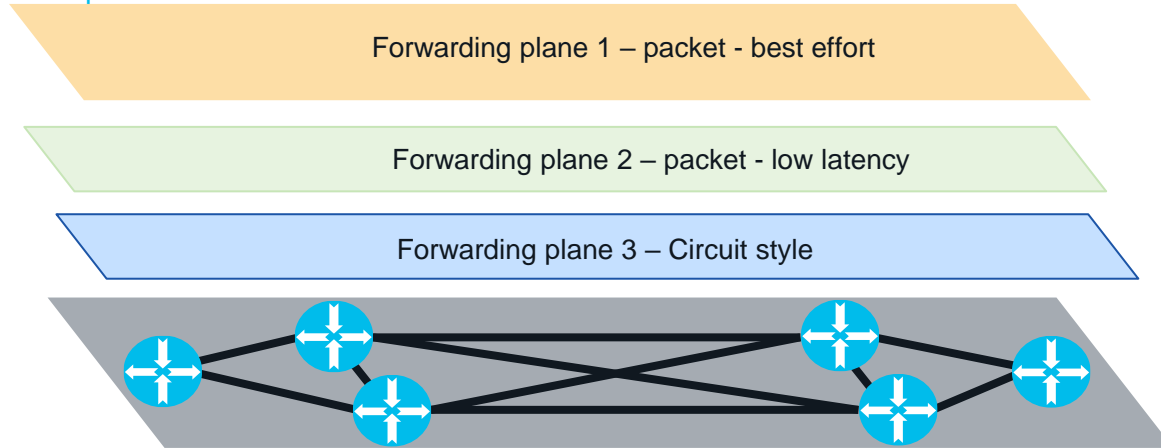 Forwarding plane 1 – packet - best effort
Forwarding plane 2 – packet - low latency
Forwarding plane 3 – Circuit style